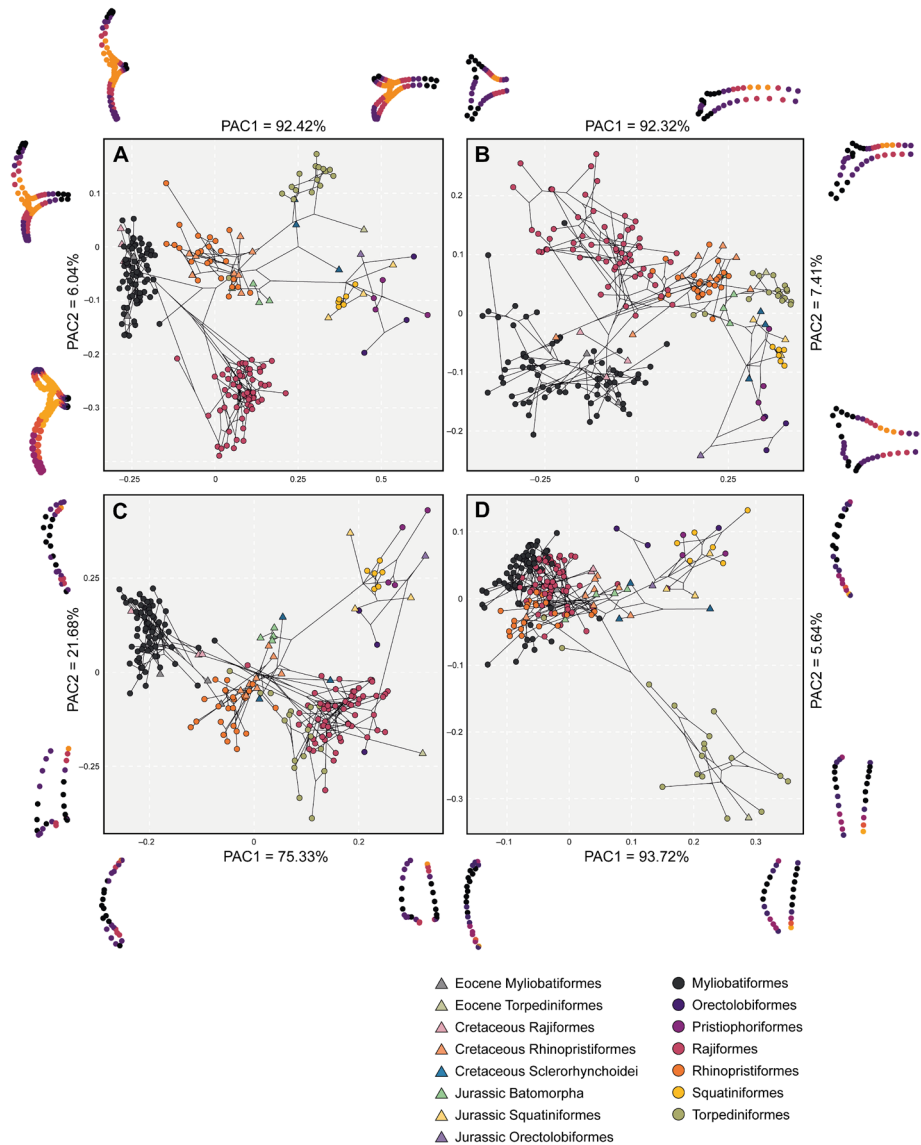 PAC1 = 92.42%
PAC1 = 92.32%
A
B
PAC2 = 6.04%
0.1
0
−0.1
−0.2
−0.3
−0.25
0
0.25
0.5
0.2
0.1
0
−0.1
−0.2
−0.25
0
0.25
PAC2 = 7.41%
C
D
PAC2 = 21.68%
0.25
0
−0.25
−0.2
0
0.2
PAC1 = 75.33%
0.1
0
−0.1
−0.2
−0.3
−0.1
0
0.1
0.2
0.3
PAC1 = 93.72%
PAC2 = 5.64%
Eocene Myliobatiformes
Eocene Torpediniformes
Cretaceous Rajiformes
Cretaceous Rhinopristiformes
Cretaceous Sclerorhynchoidei
Jurassic Batomorpha
Jurassic Squatiniformes
Jurassic Orectolobiformes
Myliobatiformes
Orectolobiformes
Pristiophoriformes
Rajiformes
Rhinopristiformes
Squatiniformes
Torpediniformes